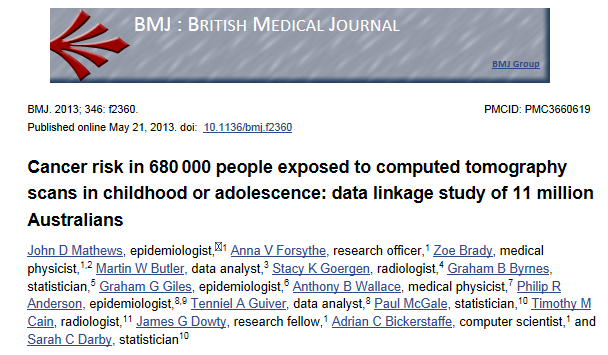 BMJ : BRITISH MEDICAL JOURNAL
BMJ Group
BMJ. 2013; 346: f2360. PMCID: PMC3660619
Published online May 21, 2013. doi: 10.1136/bmj.f2360
Cancer risk in 680 000 people exposed to computed tomography
scans in childhood or adolescence: data linkage study of 11 million
Australians
John D Mathews, epidemiologist,1 Anna V Forsythe, research officer,1 Zoe Brady, medical
physicist,1,2 Martin W Butler, data analyst,3 Stacy K Goergen, radiologist,4 Graham B Byrnes,
statistician,5 Graham G Giles, epidemiologist,6 Anthony B Wallace, medical physicist,7 Philip R
Anderson, epidemiologist,8,9 Tenniel A Guiver, data analyst,8 Paul McGale, statistician,10 Timothy M
Cain, radiologist,11 James G Dowty, research fellow,1 Adrian C Bickerstaffe, computer scientist,1 and
Sarah C Darby, statistician10